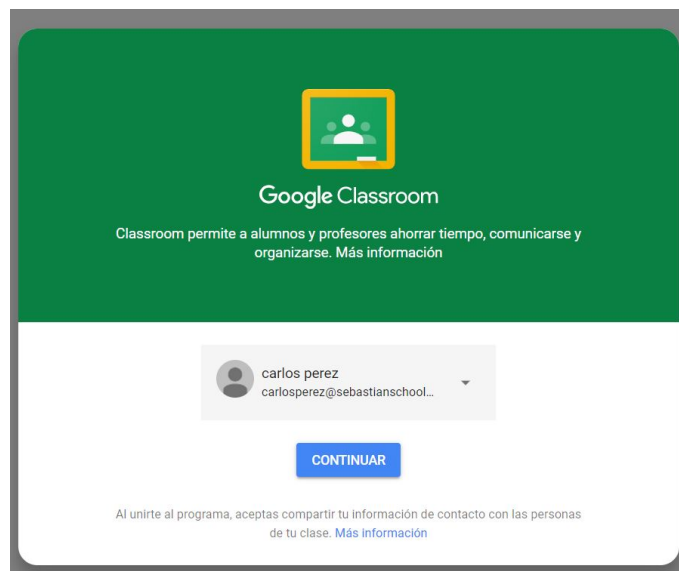 Google Classroom
Classroom permite a alumnos y profesores ahorrar tiempo, comunicarse y
organizarse. Más información
carlos perez
carlosperez@sebastianschool...
CONTINUAR
Al unirte al programa, aceptas compartir tu información de contacto con las personas
de tu clase. Más información